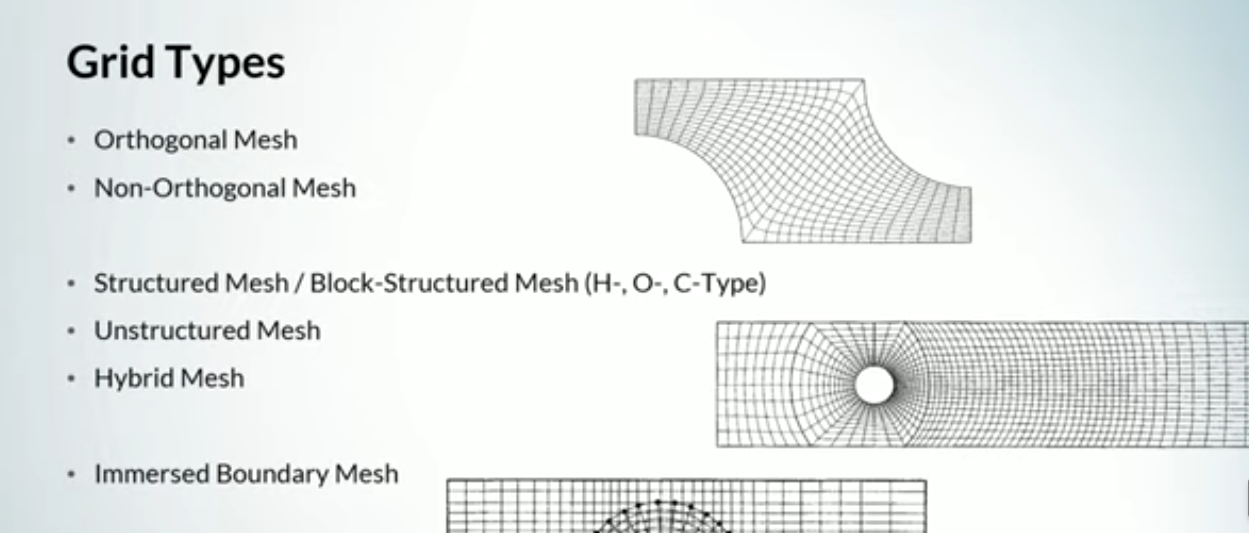 Grid Types
• Orthogonal Mesh
• Non-Orthogonal Mesh
• Structured Mesh / Block-Structured Mesh (H-, O-, C-Type)
• Unstructured Mesh
• Hybrid Mesh
• Immersed Boundary Mesh